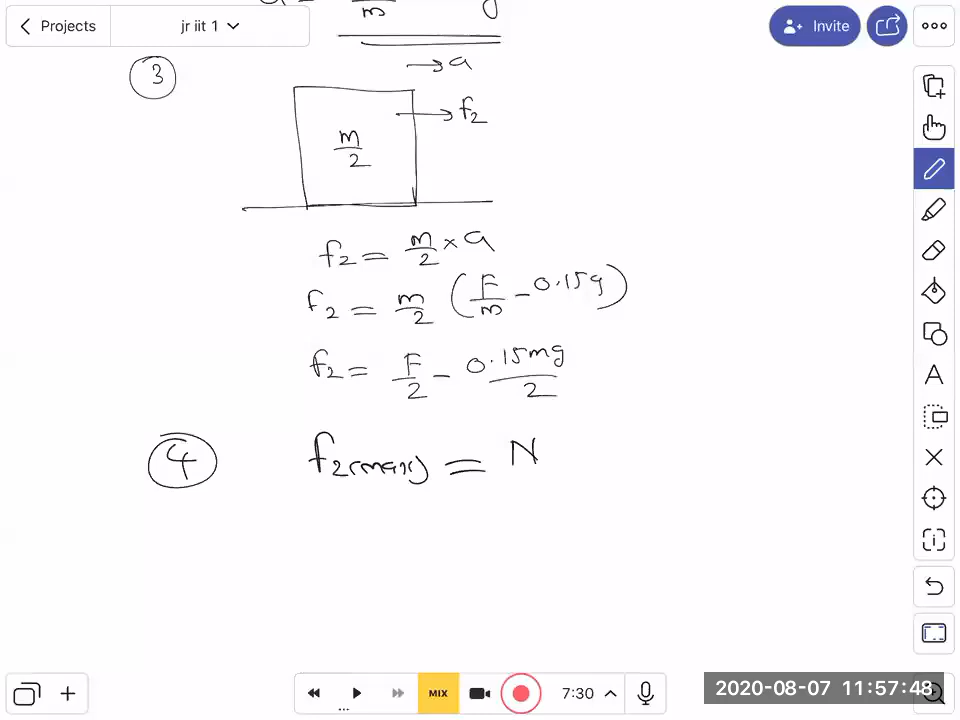 Projects
jr iit 1
Invite
m
g
→ a
3
m/2
→ f₂
f₂ = m/2 × a
f₂ = m/2 (F/m − 0.15g)
f₂ = F/2 − 0.15mg/2
4
f₂(max) = N
MIX
7:30
2020-08-07 11:57:48